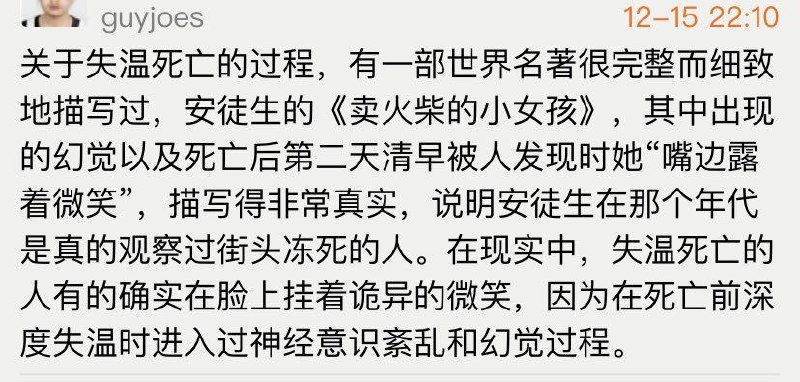 guyjoes
12-15 22:10
关于失温死亡的过程，有一部世界名著很完整而细致
地描写过，安徒生的《卖火柴的小女孩》，其中出现
的幻觉以及死亡后第二天清早被人发现时她“嘴边露
着微笑”，描写得非常真实，说明安徒生在那个年代
是真的观察过街头冻死的人。在现实中，失温死亡的
人有的确实在脸上挂着诡异的微笑，因为在死亡前深
度失温时进入过神经意识紊乱和幻觉过程。